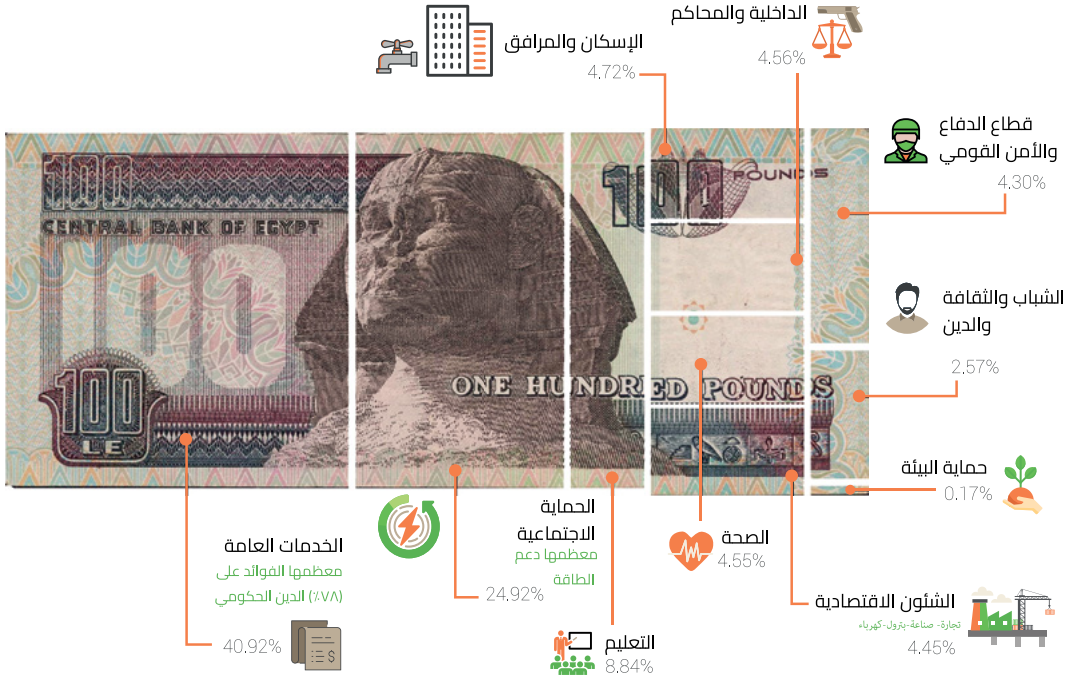 الداخلية والمحاكم
4.56%
الإسكان والمرافق
4.72%
قطاع الدفاع
والأمن القومي
4.30%
100
100
POUNDS
CENTRAL BANK OF EGYPT
100
الشباب والثقافة
والدين
2.57%
ONE HUNDRED POUNDS
100
LE
حماية البيئة
0.17%
الحماية
الاجتماعية
معظمها دعم
الطاقة
24.92%
الصحة
4.55%
الخدمات العامة
معظمها الفوائد على
(٧٨٪) الدين الحكومي
40.92%
$
الشئون الاقتصادية
تجارة- صناعة-بترول-كهرباء
4.45%
التعليم
8.84%